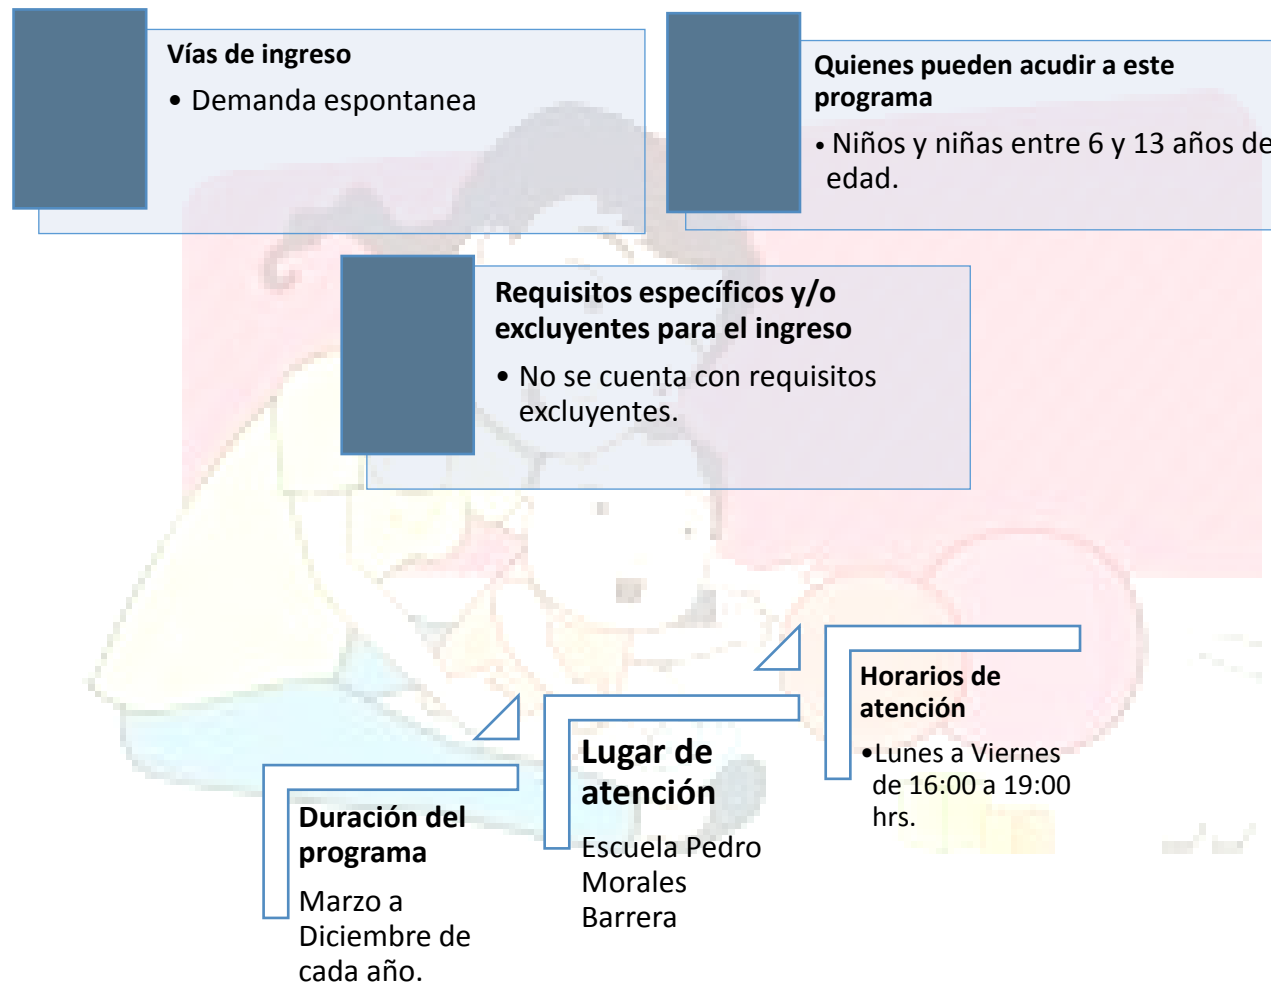 Vías de ingreso
• Demanda espontanea
Quienes pueden acudir a este
programa
• Niños y niñas entre 6 y 13 años de
edad.
Requisitos específicos y/o
excluyentes para el ingreso
• No se cuenta con requisitos
excluyentes.
Duración del
programa
Marzo a
Diciembre de
cada año.
Lugar de
atención
Escuela Pedro
Morales
Barrera
Horarios de
atención
•Lunes a Viernes
de 16:00 a 19:00
hrs.